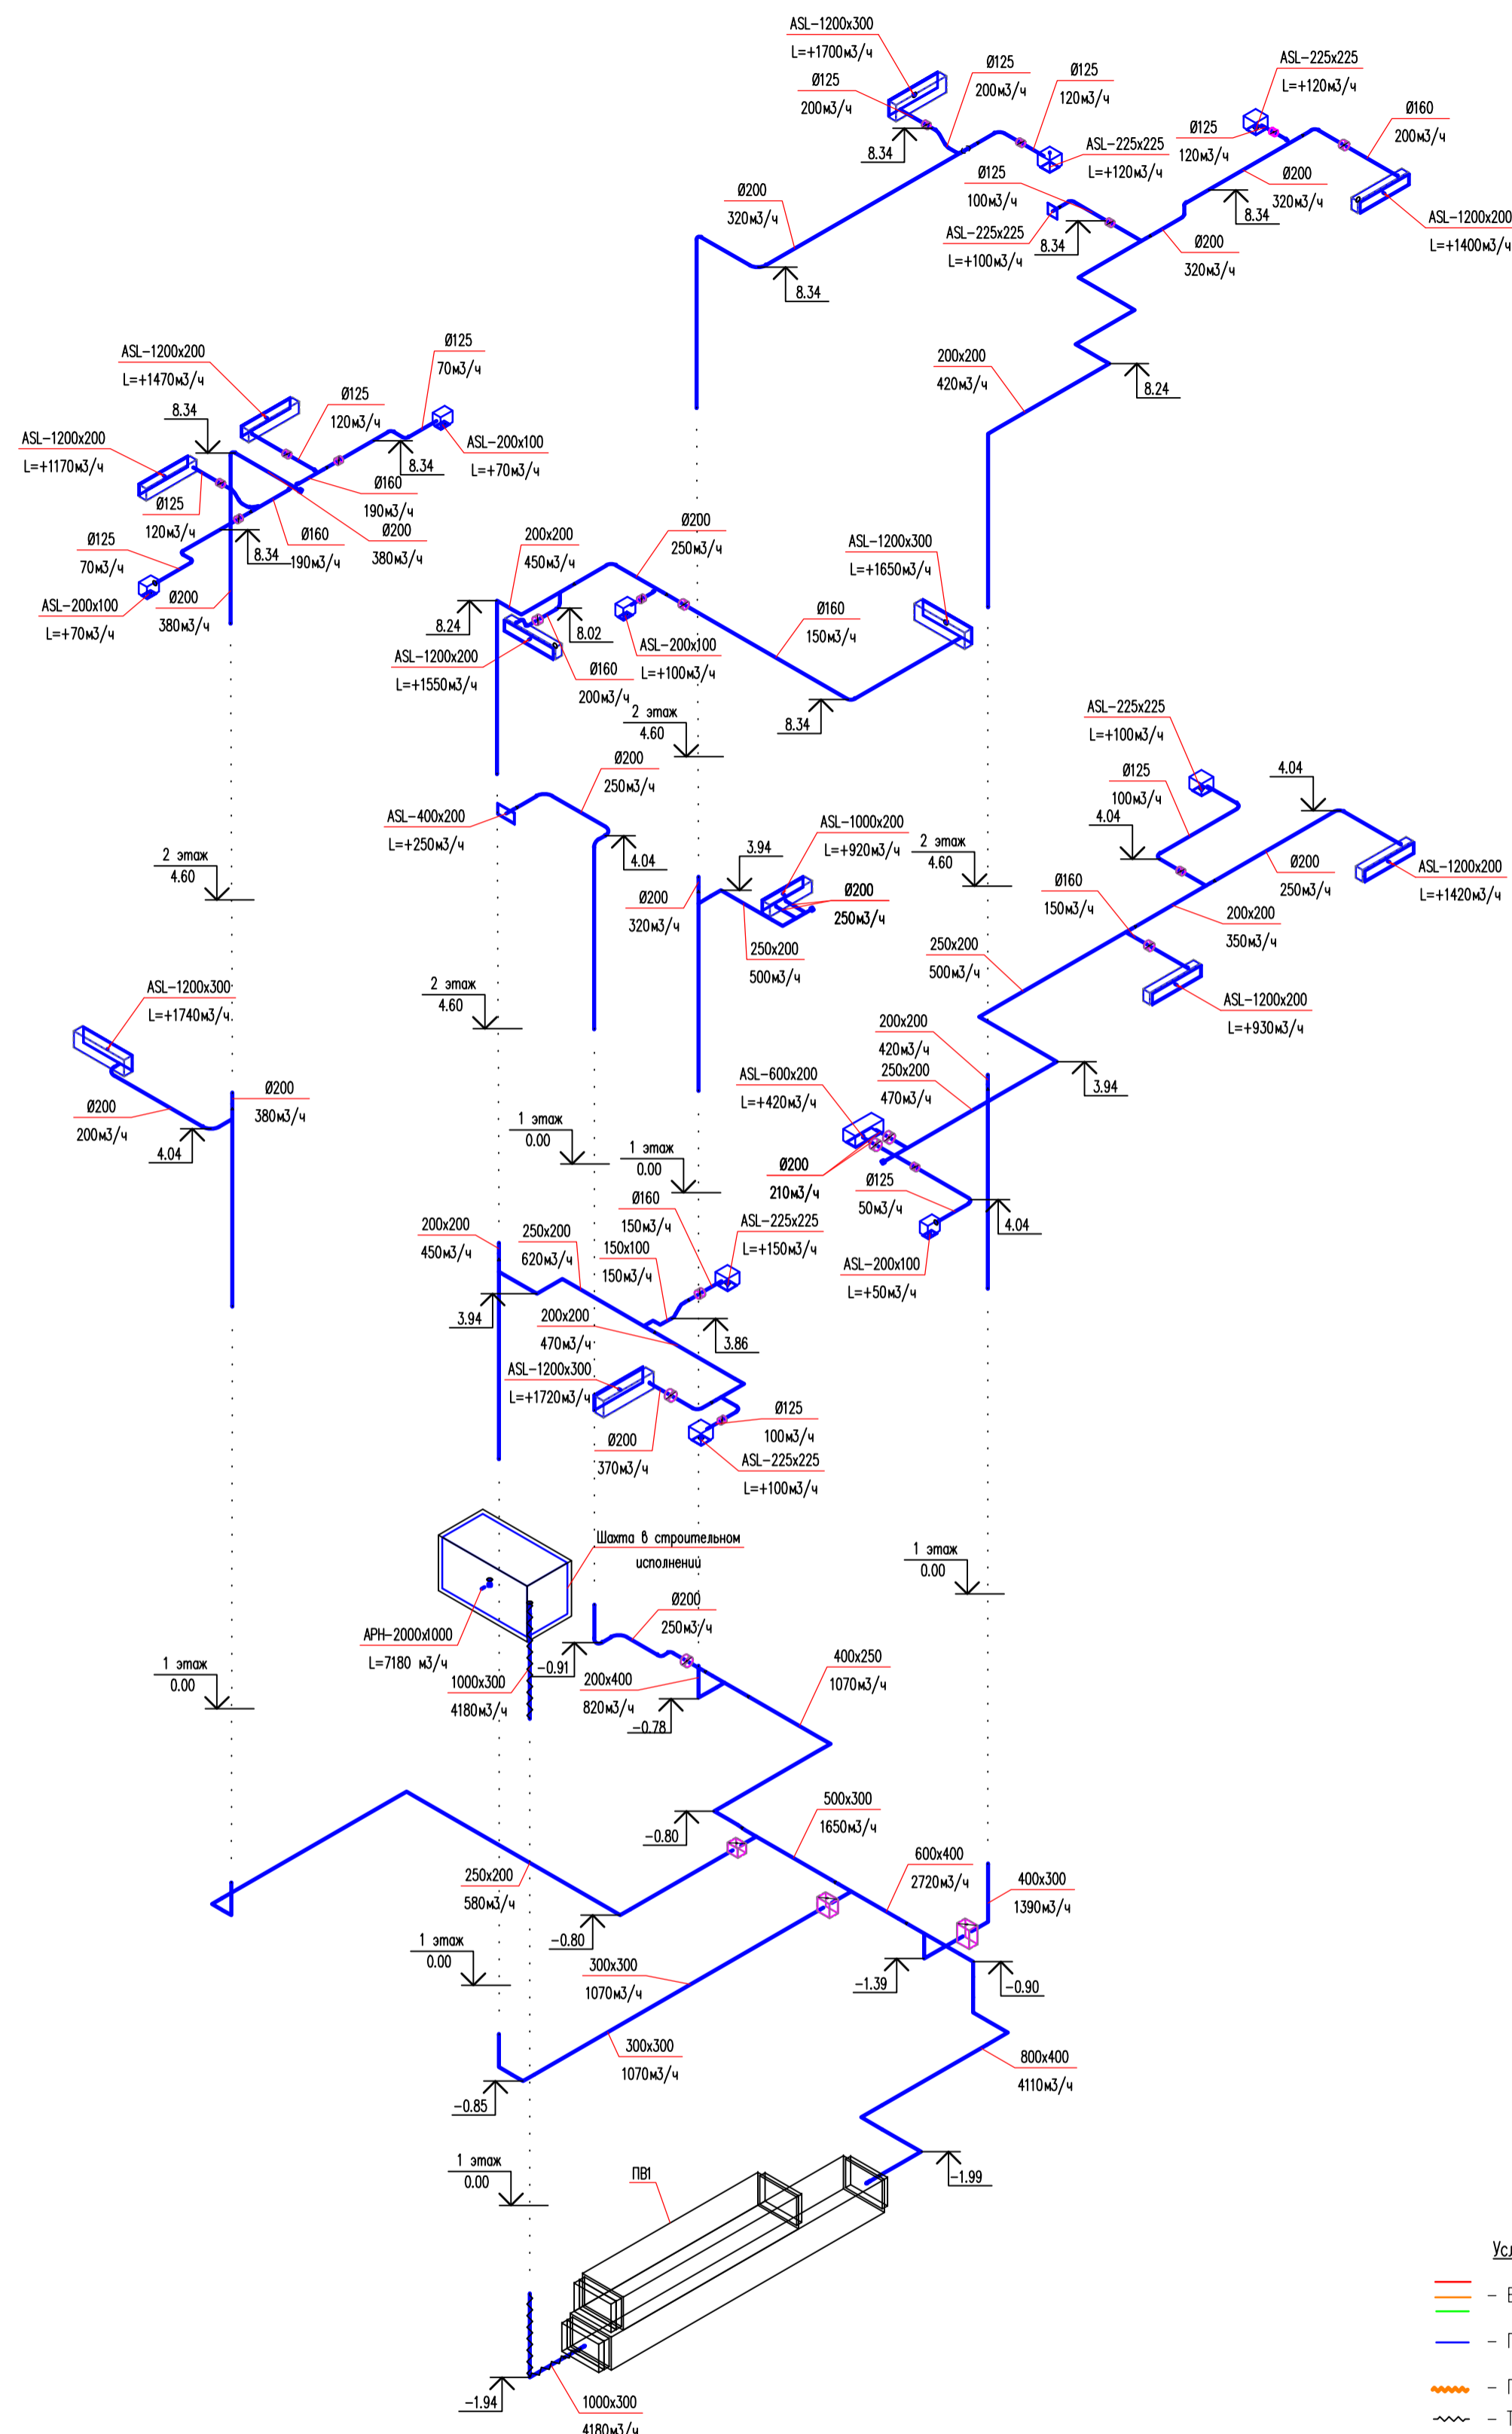 ASL-1200x300
L=+1700м3/ч
Ø125
200м3/ч
Ø125
200м3/ч
Ø125
120м3/ч
ASL-225x225
L=+120м3/ч
Ø125
120м3/ч
Ø160
200м3/ч
8.34
ASL-225x225
L=+120м3/ч
Ø200
320м3/ч
Ø125
100м3/ч
Ø200
320м3/ч
8.34
ASL-1200x200
L=+1400м3/ч
ASL-225x225
L=+100м3/ч
8.34
Ø200
320м3/ч
8.34
200x200
420м3/ч
8.24
ASL-1200x200
L=+1470м3/ч
Ø125
70м3/ч
8.34
Ø125
120м3/ч
ASL-1200x200
L=+1170м3/ч
ASL-200x100
L=+70м3/ч
8.34
Ø125
120м3/ч
Ø160
190м3/ч
Ø125
70м3/ч
8.34
Ø160
190м3/ч
Ø200
380м3/ч
ASL-200x100
L=+70м3/ч
Ø200
380м3/ч
200x200
450м3/ч
Ø200
250м3/ч
ASL-1200x300
L=+1650м3/ч
8.24
8.02
Ø160
150м3/ч
ASL-1200x200
L=+1550м3/ч
Ø160
200м3/ч
ASL-200x100
L=+100м3/ч
8.34
2 этаж
4.60
ASL-225x225
L=+100м3/ч
Ø200
250м3/ч
Ø125
100м3/ч
4.04
ASL-400x200
L=+250м3/ч
4.04
ASL-1000x200
L=+920м3/ч
3.94
4.04
2 этаж
4.60
2 этаж
4.60
Ø200
320м3/ч
Ø200
250м3/ч
Ø160
150м3/ч
Ø200
250м3/ч
ASL-1200x200
L=+1420м3/ч
250x200
500м3/ч
250x200
500м3/ч
200x200
350м3/ч
ASL-1200x300
L=+1740м3/ч
2 этаж
4.60
ASL-1200x200
L=+930м3/ч
200x200
420м3/ч
250x200
470м3/ч
3.94
ASL-600x200
L=+420м3/ч
Ø200
200м3/ч
4.04
Ø200
380м3/ч
1 этаж
0.00
1 этаж
0.00
Ø200
210м3/ч
Ø125
50м3/ч
4.04
ASL-200x100
L=+50м3/ч
Ø160
150м3/ч
ASL-225x225
L=+150м3/ч
200x200
450м3/ч
250x200
620м3/ч
150x100
150м3/ч
3.94
200x200
470м3/ч
3.86
ASL-1200x300
L=+1720м3/ч
Ø200
370м3/ч
Ø125
100м3/ч
ASL-225x225
L=+100м3/ч
Шахта в строительном
исполнений
1 этаж
0.00
APH-2000x1000
L=7180 м3/ч
Ø200
250м3/ч
-0.91
1000x300
4180м3/ч
200x400
820м3/ч
-0.78
400x250
1070м3/ч
1 этаж
0.00
500x300
1650м3/ч
-0.80
600x400
2720м3/ч
250x200
580м3/ч
400x300
1390м3/ч
-0.80
1 этаж
0.00
300x300
1070м3/ч
-1.39
-0.90
300x300
1070м3/ч
-0.85
800x400
4110м3/ч
1 этаж
0.00
ПВ1
-1.99
-1.94
1000x300
4180м3/ч